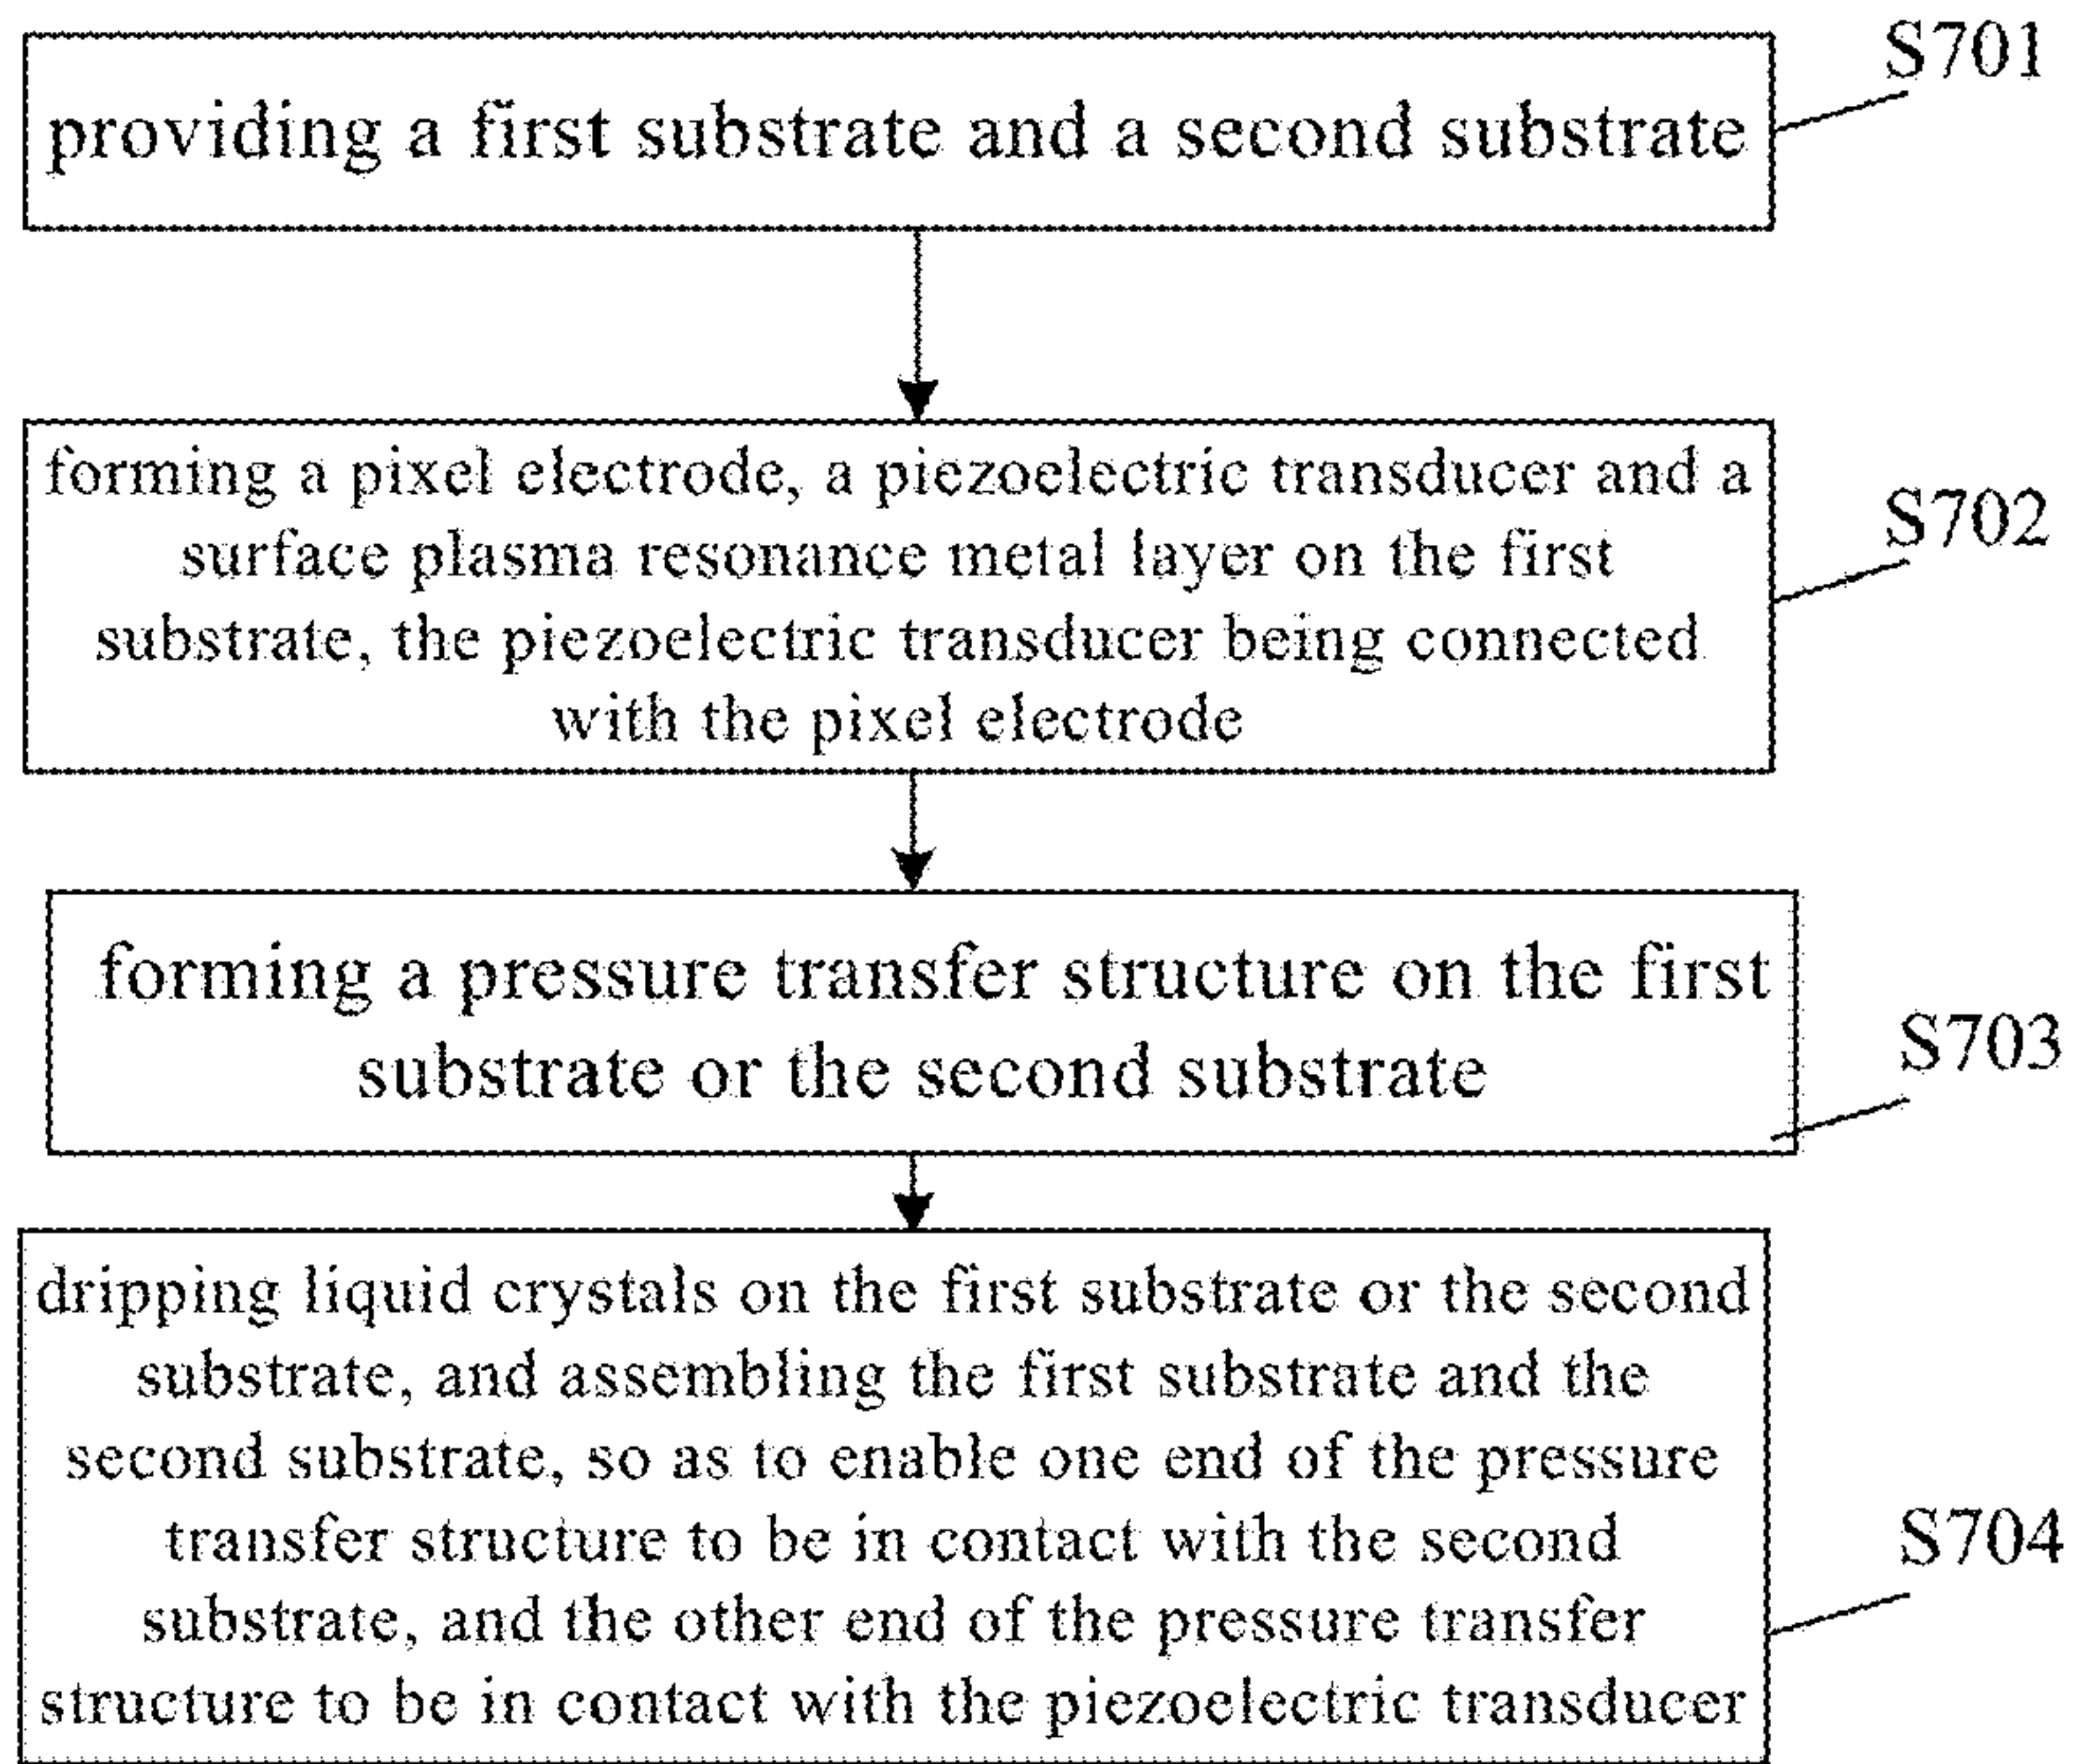 S701
providing a first substrate and a second substrate
forming a pixel electrode, a piezoelectric transducer and a
surface plasma resonance metal layer on the first
substrate, the piezoelectric transducer being connected
with the pixel electrode
S702
forming a pressure transfer structure on the first
substrate or the second substrate
S703
dripping liquid crystals on the first substrate or the second
substrate, and assembling the first substrate and the
second substrate, so as to enable one end of the pressure
transfer structure to be in contact with the second
substrate, and the other end of the pressure transfer
structure to be in contact with the piezoelectric transducer
S704